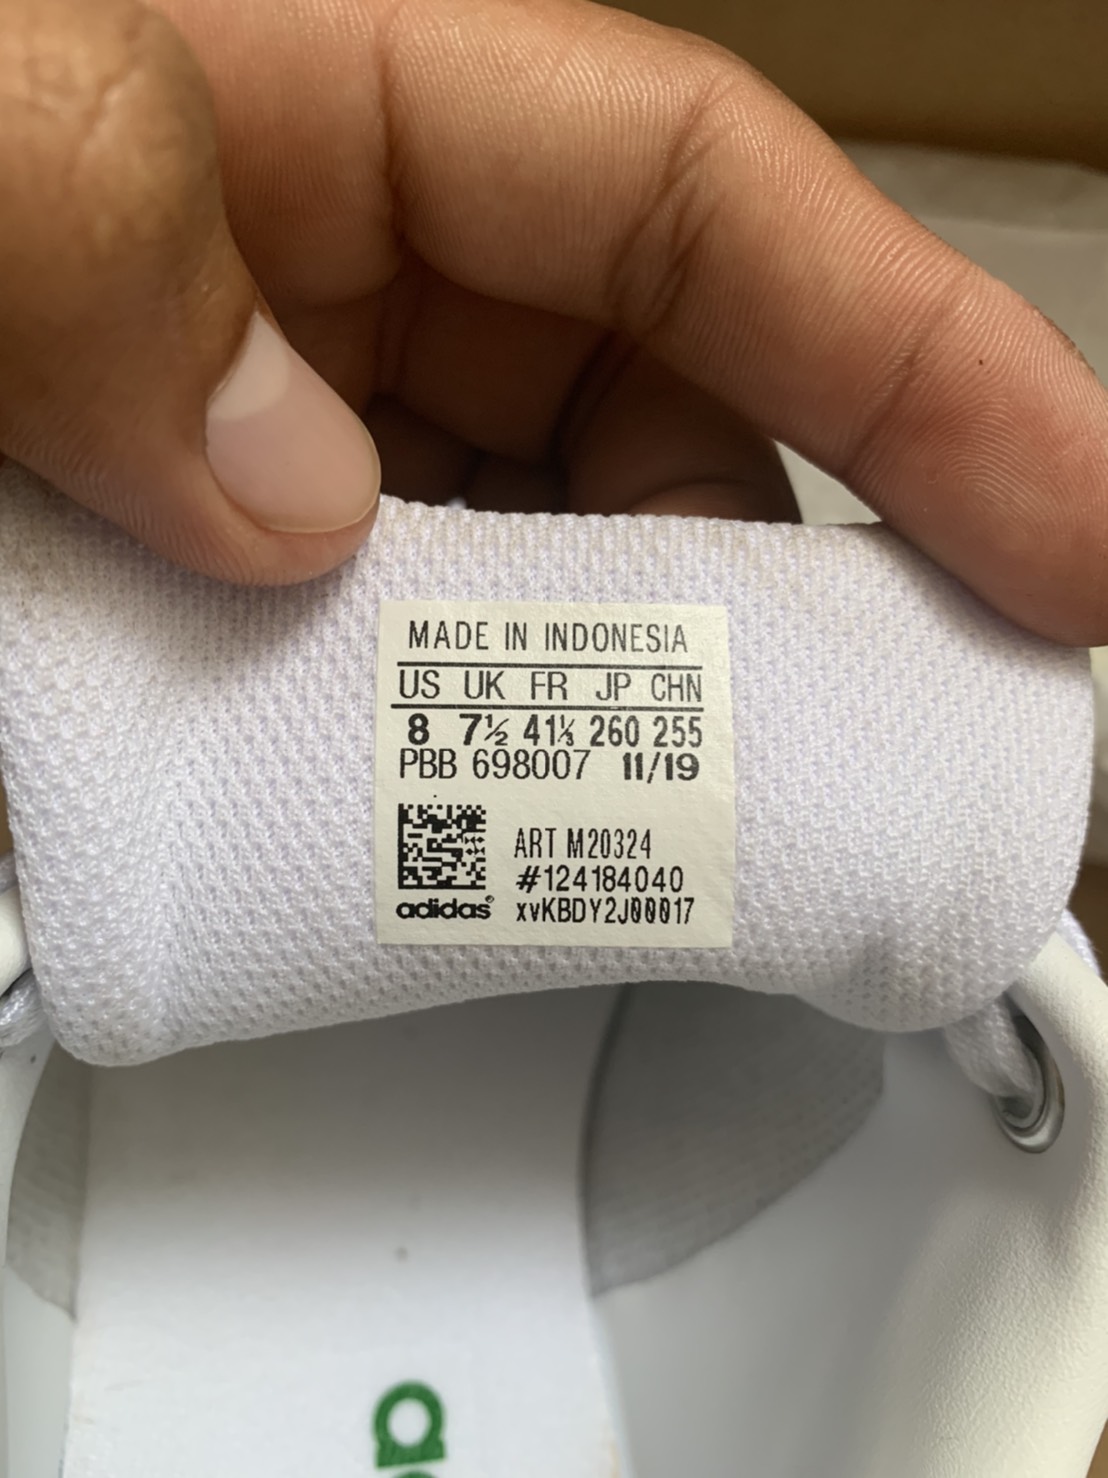 MADE IN INDONESIA
US UK FR JP CHN
8 7½ 41⅓ 260 255
PBB 698007 11/19
ART M20324
#124184040
adidas® xvKBDY2J00017